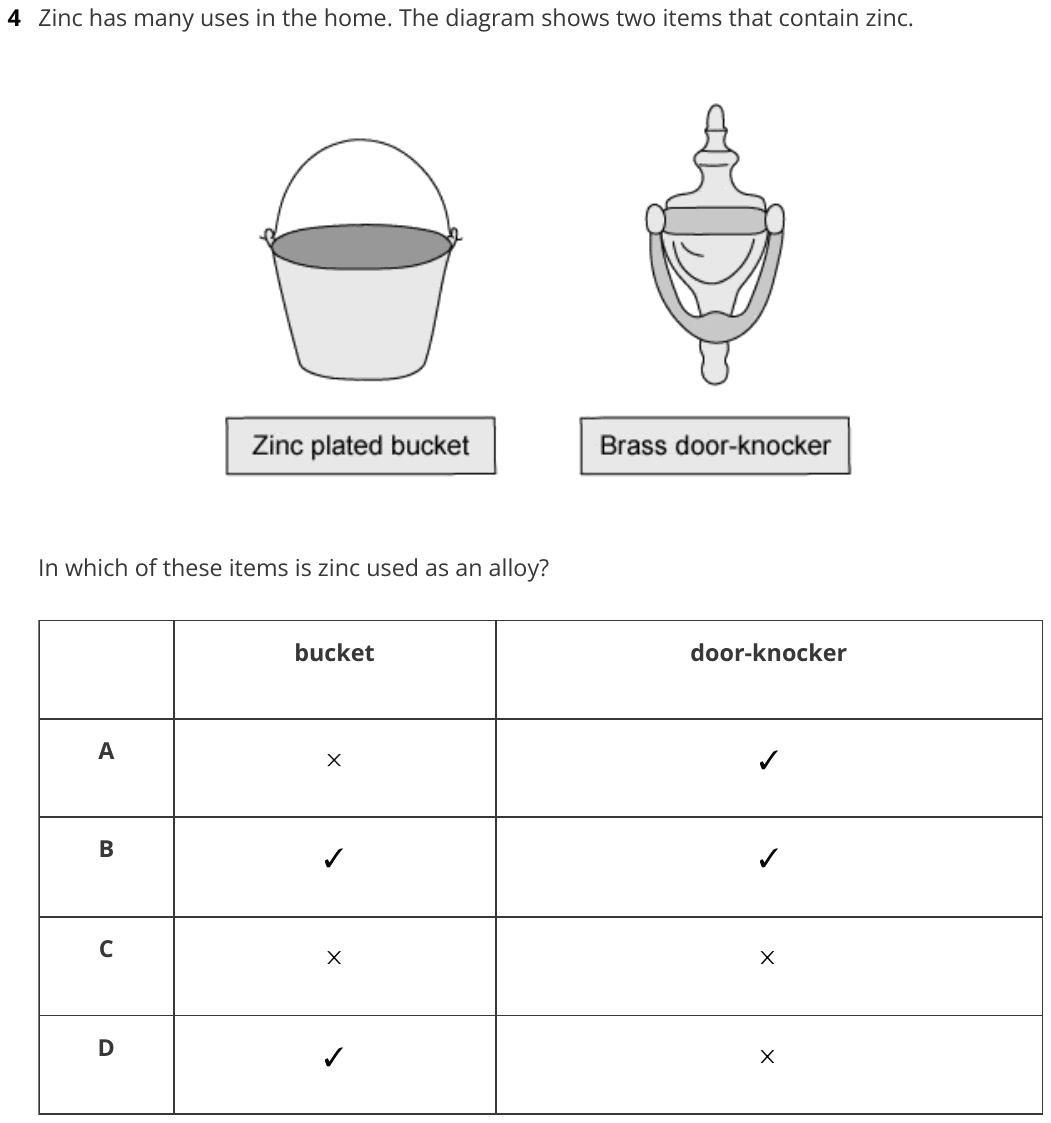 4 Zinc has many uses in the home. The diagram shows two items that contain zinc.
Zinc plated bucket
Brass door-knocker
In which of these items is zinc used as an alloy?
bucket door-knocker
A × ✓
B ✓ ✓
C × ×
D ✓ ×